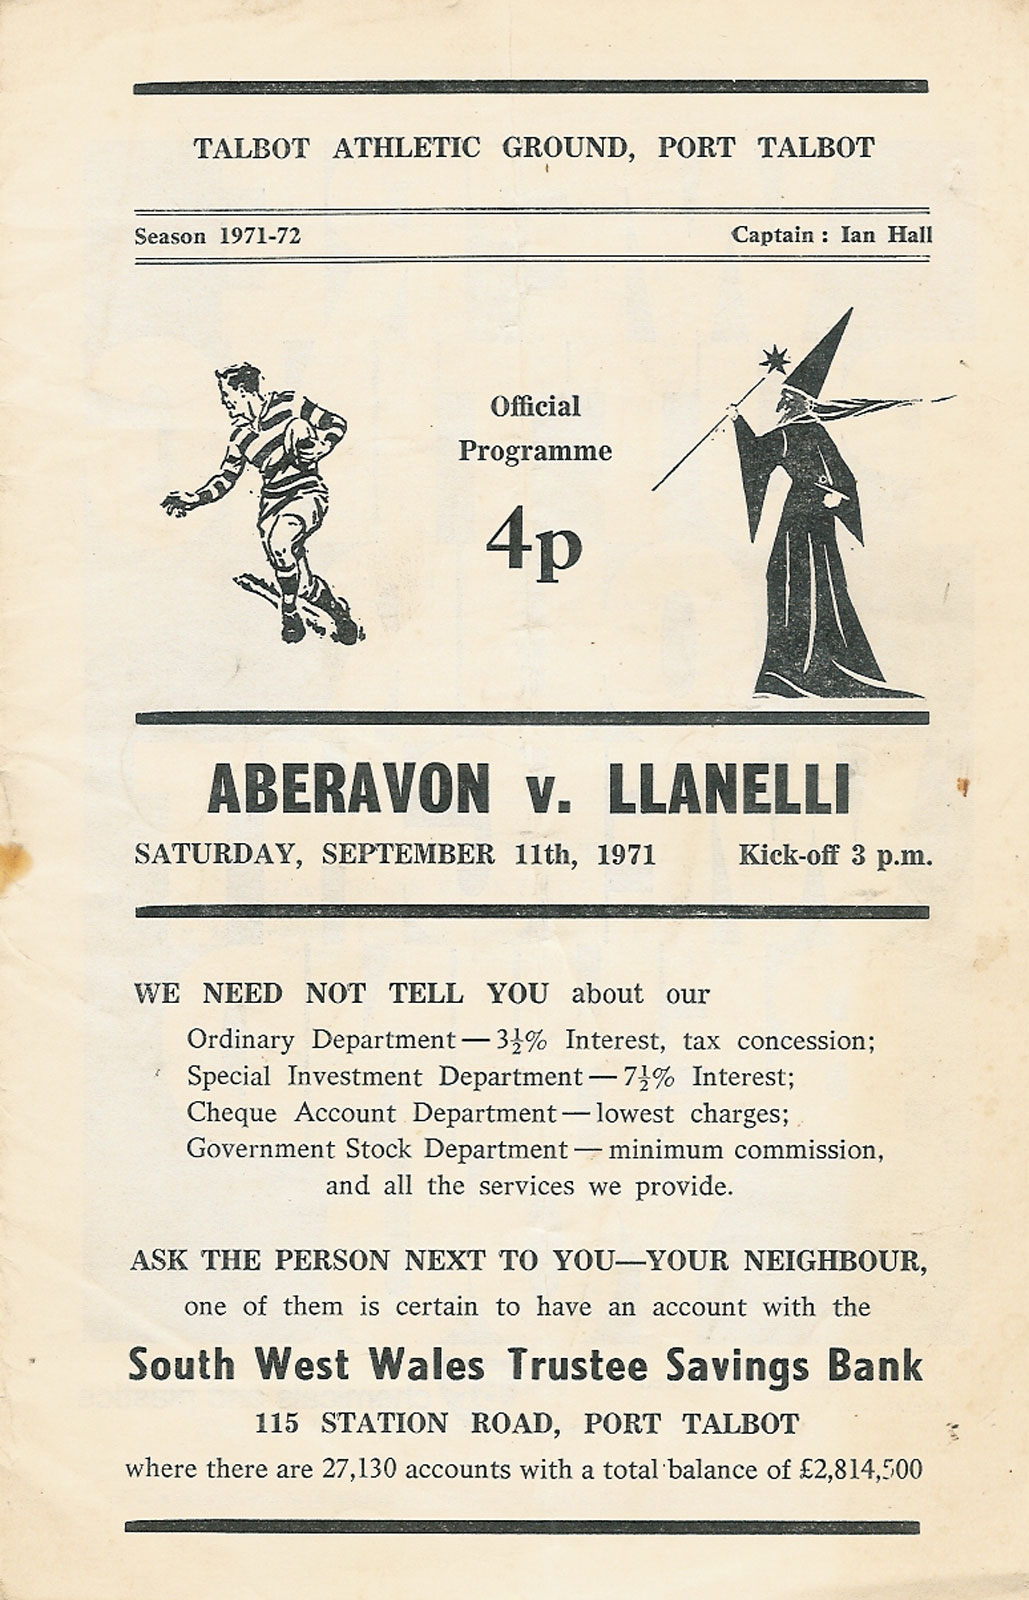 TALBOT ATHLETIC GROUND, PORT TALBOT
Season 1971-72 Captain : Ian Hall
Official
Programme
4p
ABERAVON v. LLANELLI
SATURDAY, SEPTEMBER 11th, 1971 Kick-off 3 p.m.
WE NEED NOT TELL YOU about our
Ordinary Department — 3½% Interest, tax concession;
Special Investment Department — 7½% Interest;
Cheque Account Department — lowest charges;
Government Stock Department — minimum commission,
and all the services we provide.
ASK THE PERSON NEXT TO YOU—YOUR NEIGHBOUR,
one of them is certain to have an account with the
South West Wales Trustee Savings Bank
115 STATION ROAD, PORT TALBOT
where there are 27,130 accounts with a total balance of £2,814,500